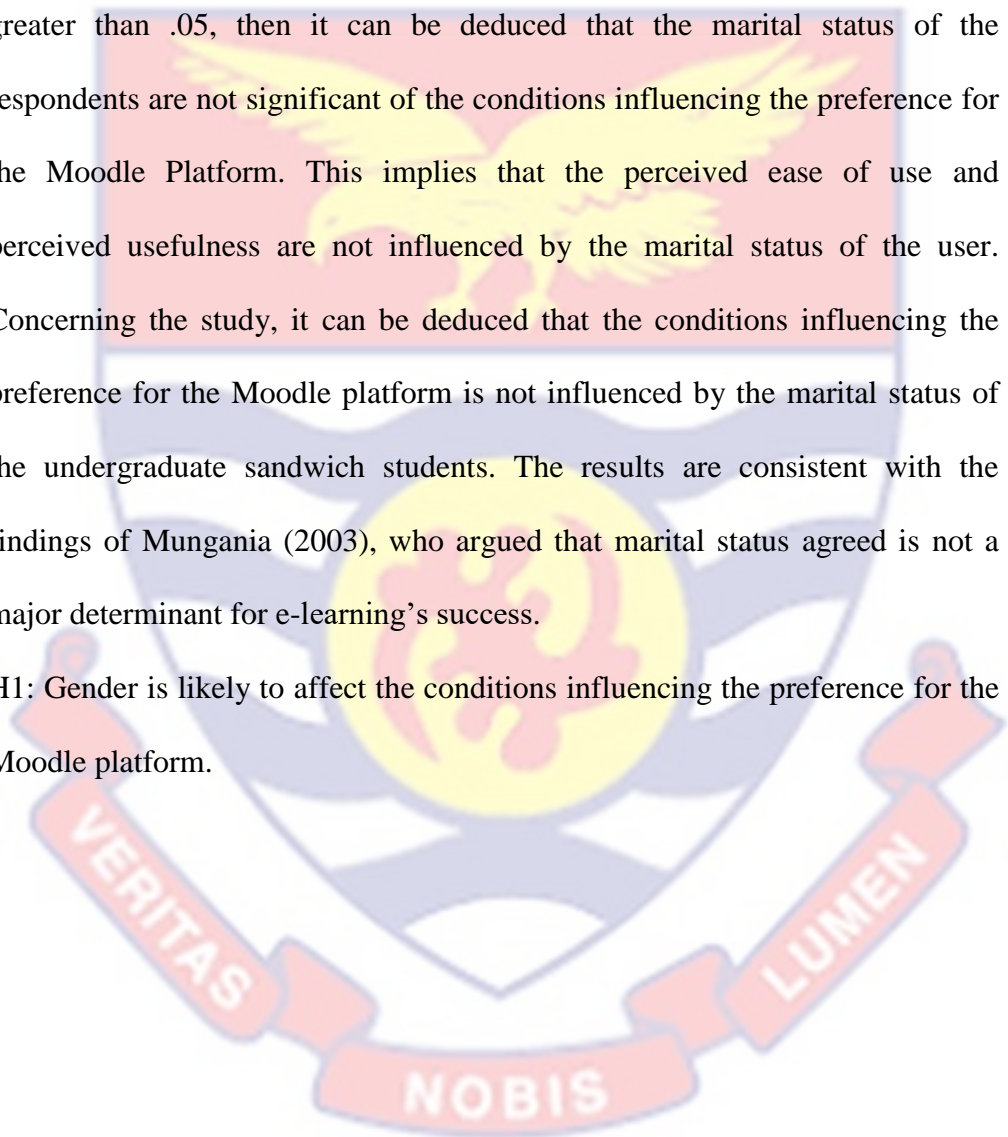 greater than .05, then it can be deduced that the marital status of the
respondents are not significant of the conditions influencing the preference for
the Moodle Platform. This implies that the perceived ease of use and
perceived usefulness are not influenced by the marital status of the user.
Concerning the study, it can be deduced that the conditions influencing the
preference for the Moodle platform is not influenced by the marital status of
the undergraduate sandwich students. The results are consistent with the
findings of Mungania (2003), who argued that marital status agreed is not a
major determinant for e-learning’s success.
H1: Gender is likely to affect the conditions influencing the preference for the
Moodle platform.
VERITAS
NOBIS
LUMEN